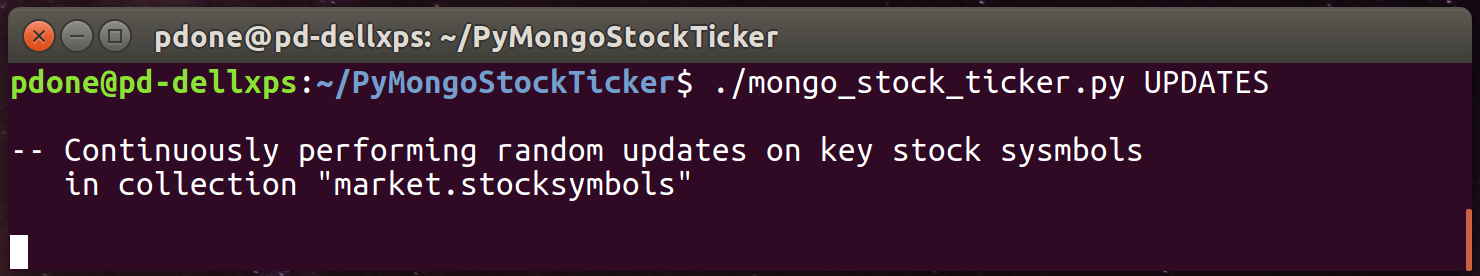 pdone@pd-dellxps: ~/PyMongoStockTicker
pdone@pd-dellxps:~/PyMongoStockTicker$ ./mongo_stock_ticker.py UPDATES
-- Continuously performing random updates on key stock sysmbols
in collection "market.stocksymbols"